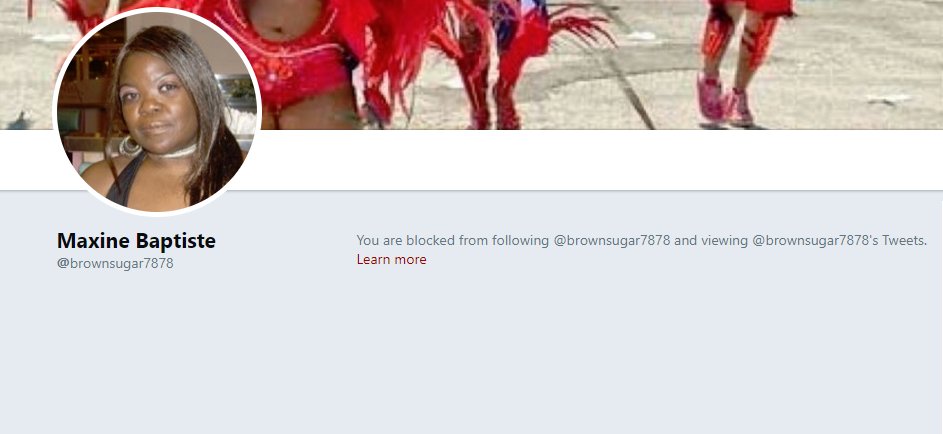 Maxine Baptiste
@brownsugar7878
You are blocked from following @brownsugar7878 and viewing @brownsugar7878's Tweets.
Learn more